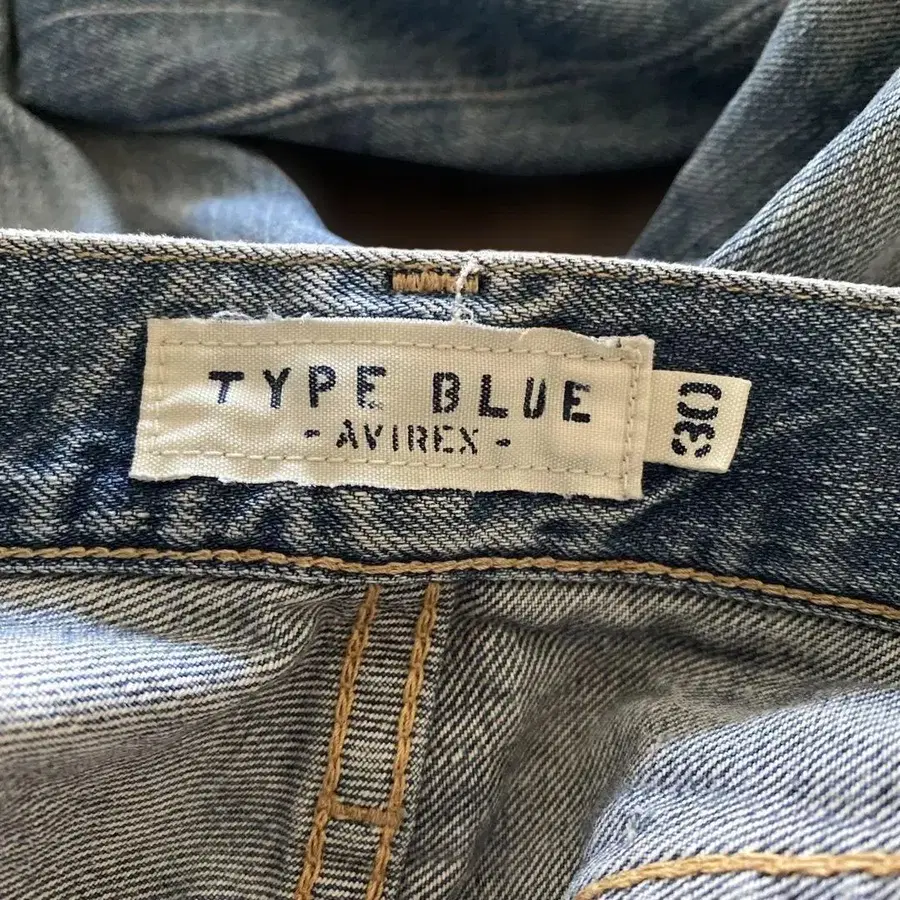 TYPE BLUE
- AVIREX -
30